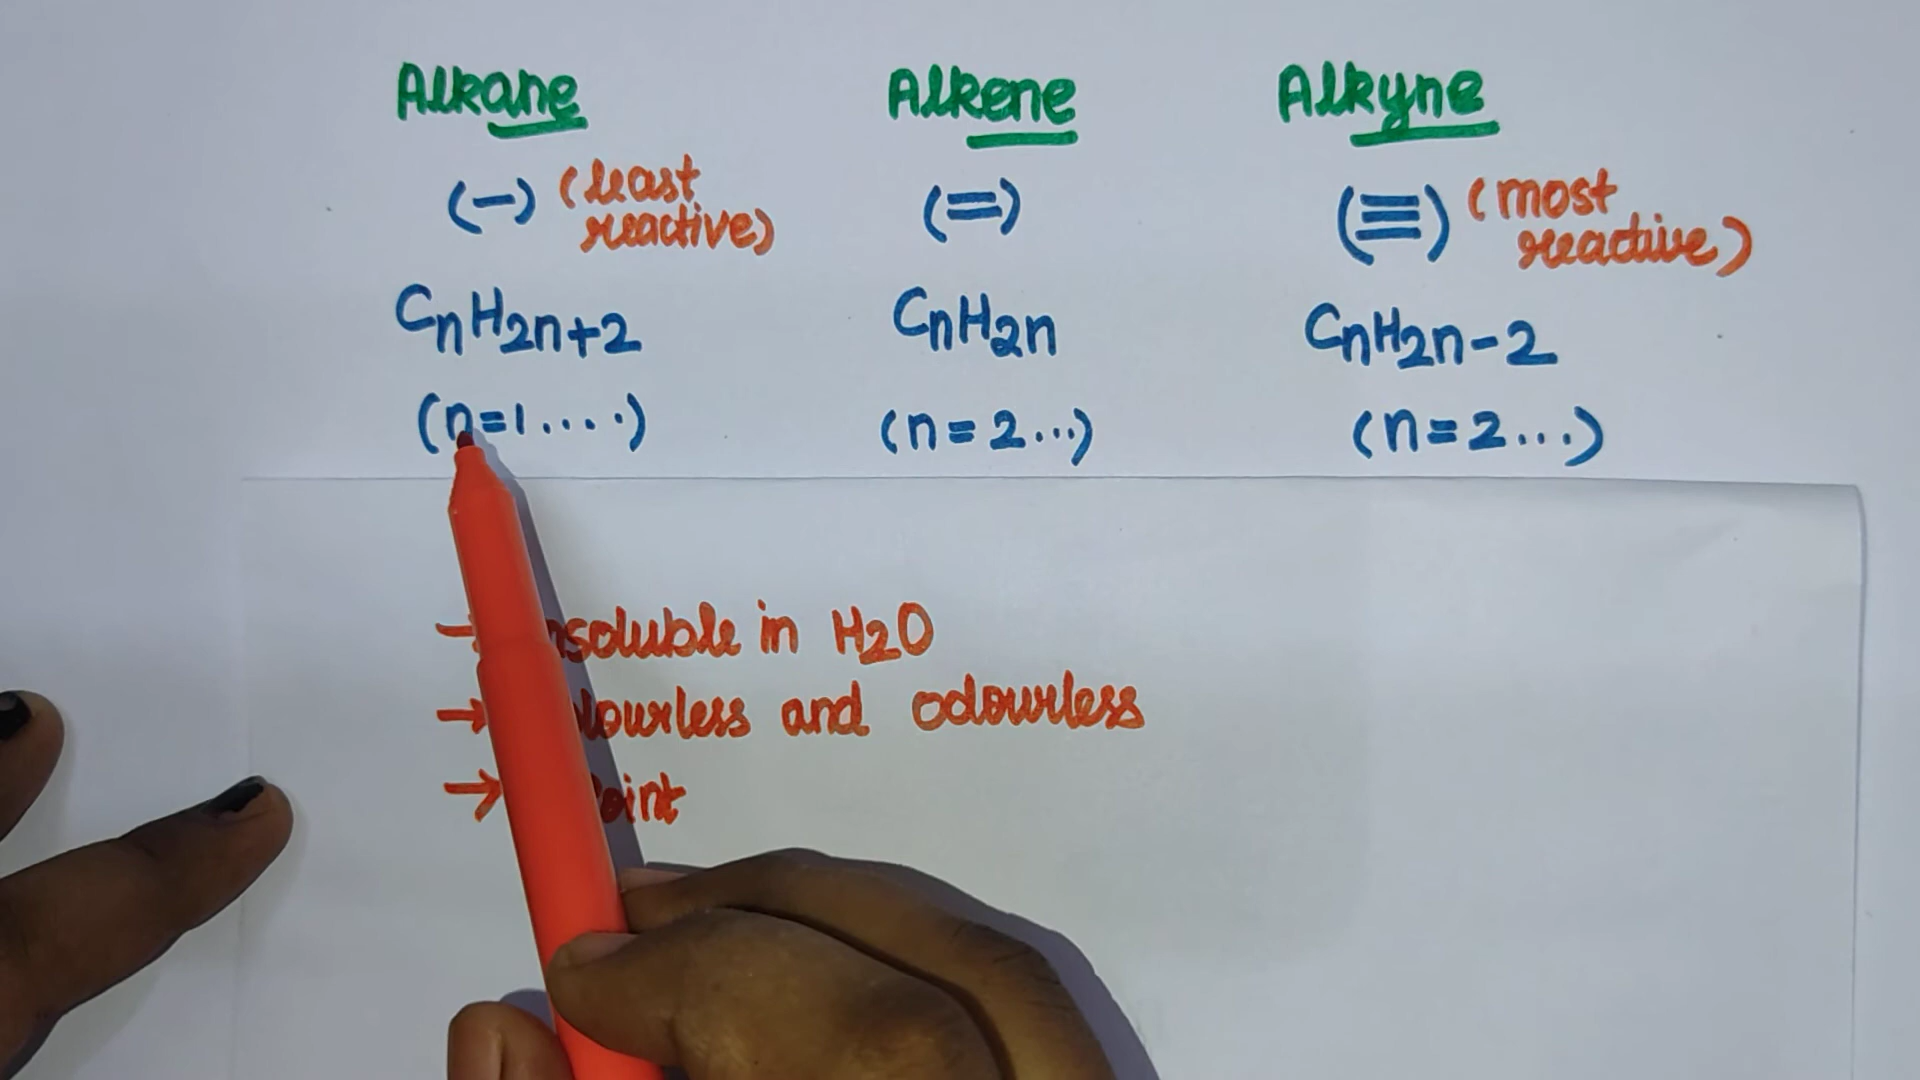 Alkane Alkene Alkyne
(-) (least reactive) (=) (≡) (most reactive)
CnH2n+2 CnH2n CnH2n-2
(n=1....) (n=2...) (n=2...)
→ nsoluble in H2O
→ lourless and odourless
→ oint